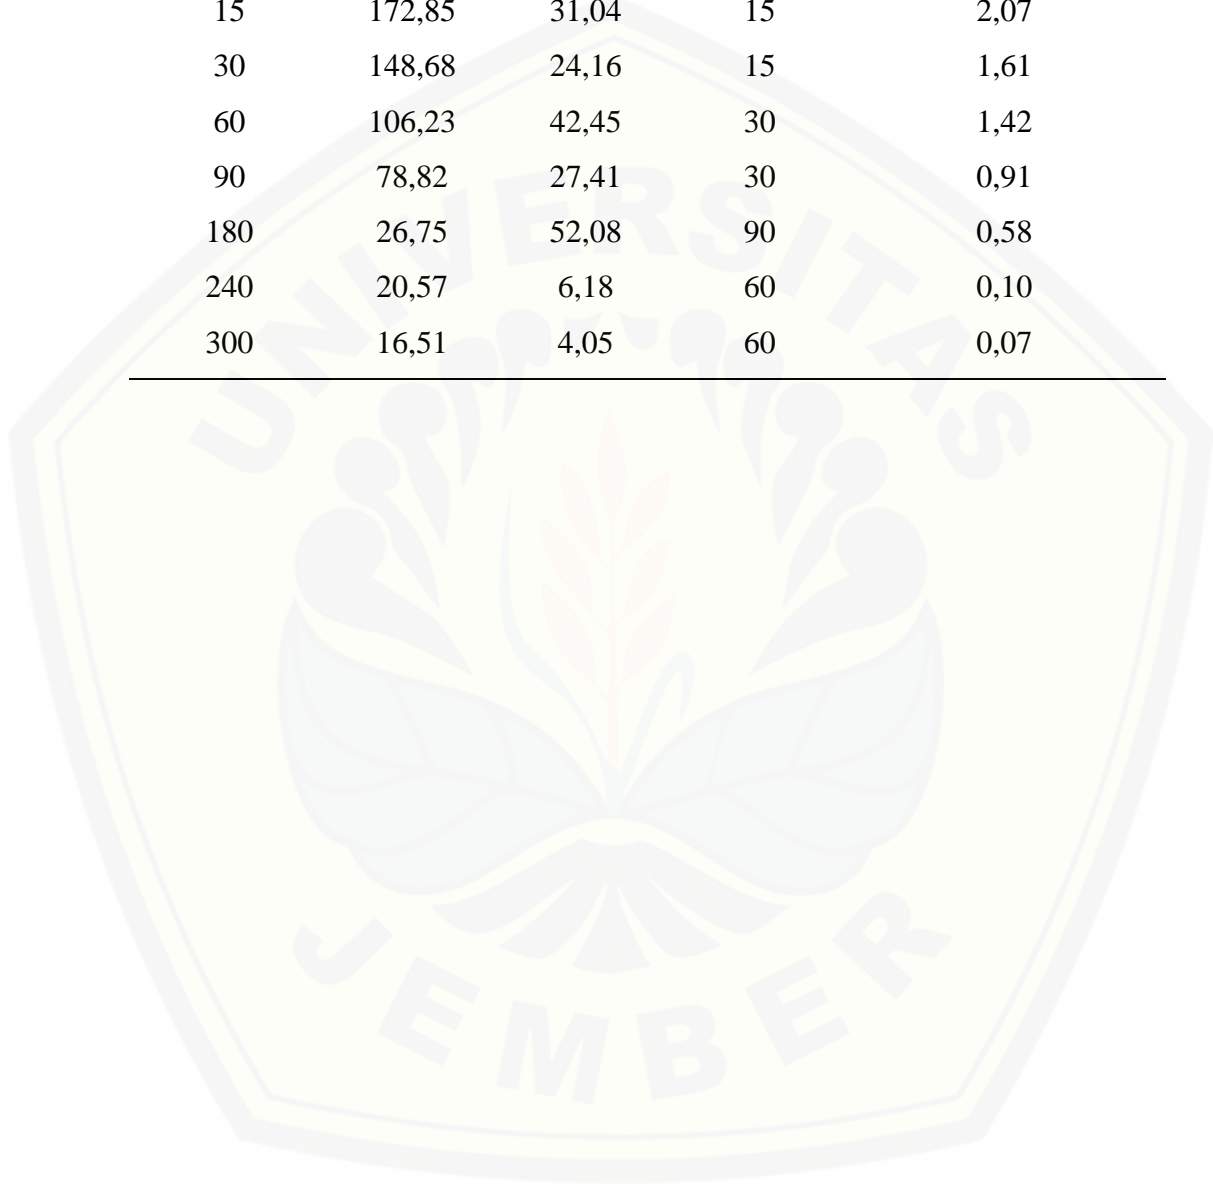 15 172,85 31,04 15 2,07
30 148,68 24,16 15 1,61
60 106,23 42,45 30 1,42
90 78,82 27,41 30 0,91
180 26,75 52,08 90 0,58
240 20,57 6,18 60 0,10
300 16,51 4,05 60 0,07
UNIVERSITAS
JEMBER